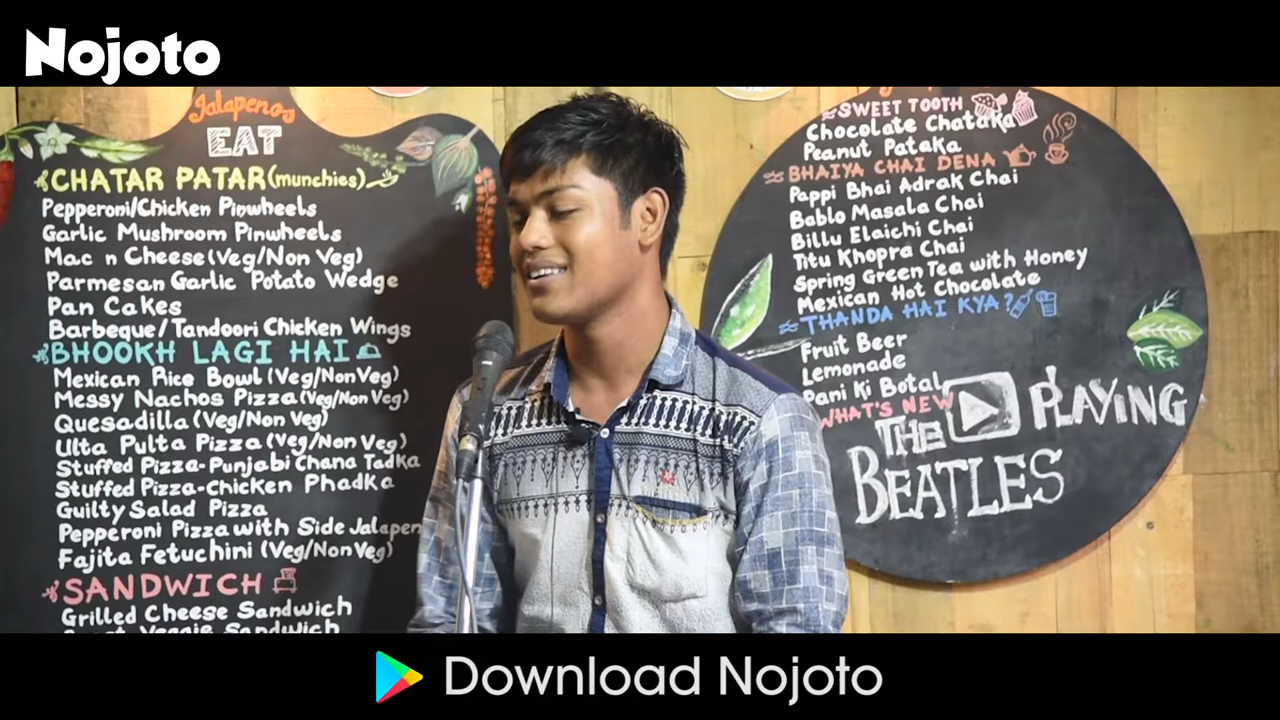 Nojoto
Jalapenos
EAT
CHATAR PATAR(munchies)
Pepperoni/Chicken Pinwheels
Garlic Mushroom Pinwheels
Mac n Cheese(Veg/Non Veg)
Parmesan Garlic Potato Wedge
Pan Cakes
Barbeque/Tandoori Chicken Wings
BHOOKH LAGI HAI
Mexican Rice Bowl (Veg/NonVeg)
Messy Nachos Pizza(Veg/NonVeg)
Quesadilla (Veg/Non Veg)
Ulta Pulta Pizza (Veg/Non Veg)
Stuffed Pizza-Punjabi Chana Tadka
Stuffed Pizza-Chicken Phadka
Guilty Salad Pizza
Pepperoni Pizza with Side Jalapen
Fajita Fetuchini (Veg/NonVeg)
SANDWICH
Grilled Cheese Sandwich
Veggie Sandwich
SWEET TOOTH
Chocolate Chataka
Peanut Pataka
BHAIYA CHAI DENA
Pappi Bhai Adrak Chai
Bablo Masala Chai
Billu Elaichi Chai
Titu Khopra Chai
Spring Green Tea with Honey
Mexican Hot Chocolate
THANDA HAI KYA?
Fruit Beer
Lemonade
Pani Ki Botal
WHAT'S NEW
PLAYING
THE
BEATLES
Download Nojoto